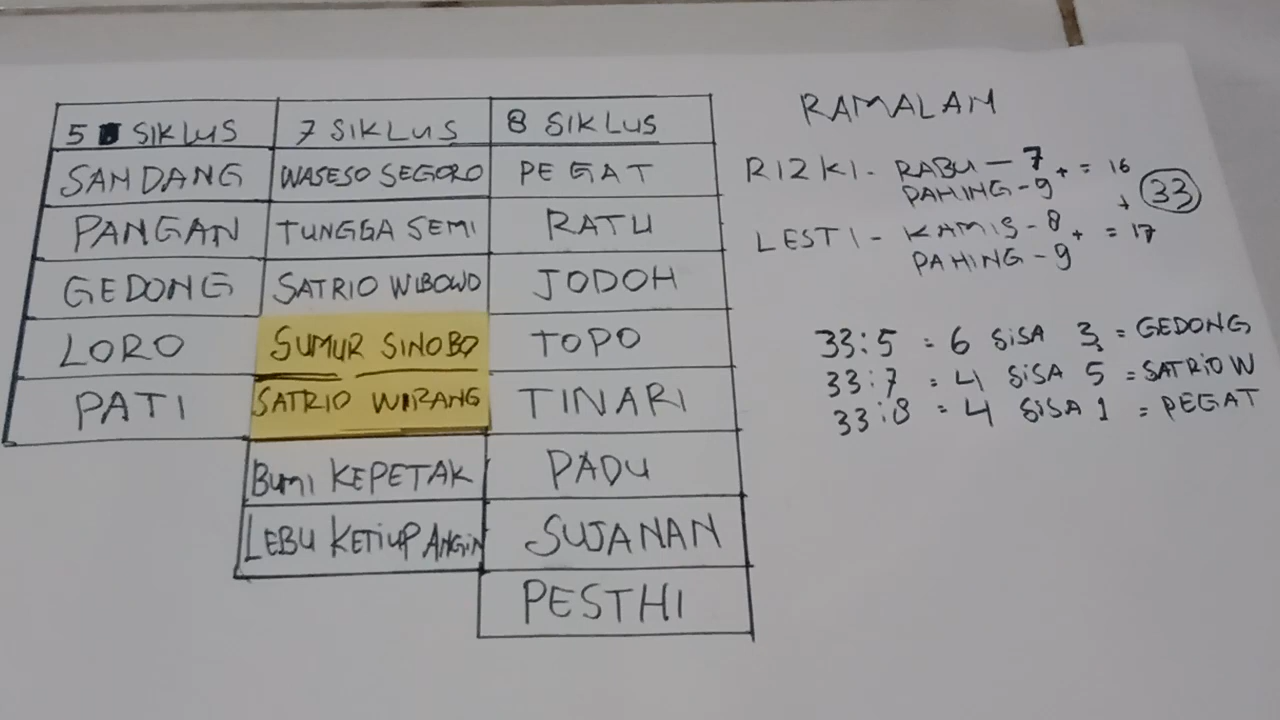 5 SIKLUS 7 SIKLUS 8 SIKLUS
SANDANG WASESO SEGORO PEGAT
PANGAN TUNGGA SEMI RATU
GEDONG SATRIO WIBOWO JODOH
LORO SUMUR SINOBO TOPO
PATI SATRIO WIRANG TINARI
BUMI KEPETAK PADU
LEBU KETIUP ANGIN SUJANAN
PESTHI
RAMALAN
RIZKI - RABU - 7
PAHING - 9 + = 16
+ 33
LESTI - KAMIS - 8
PAHING - 9 + = 17
33:5 = 6 SISA 3 = GEDONG
33:7 = 4 SISA 5 = SATRIO W
33:8 = 4 SISA 1 = PEGAT